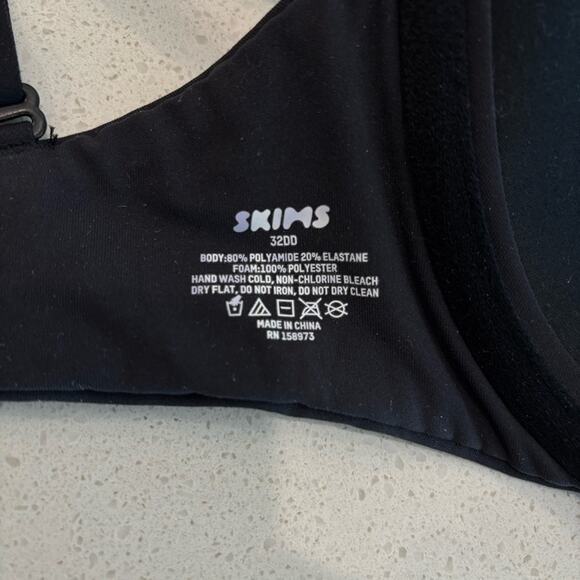 SKIMS
32DD
BODY:80% POLYAMIDE 20% ELASTANE
FOAM:100% POLYESTER
HAND WASH COLD, NON-CHLORINE BLEACH
DRY FLAT, DO NOT IRON, DO NOT DRY CLEAN
MADE IN CHINA
RN 158973